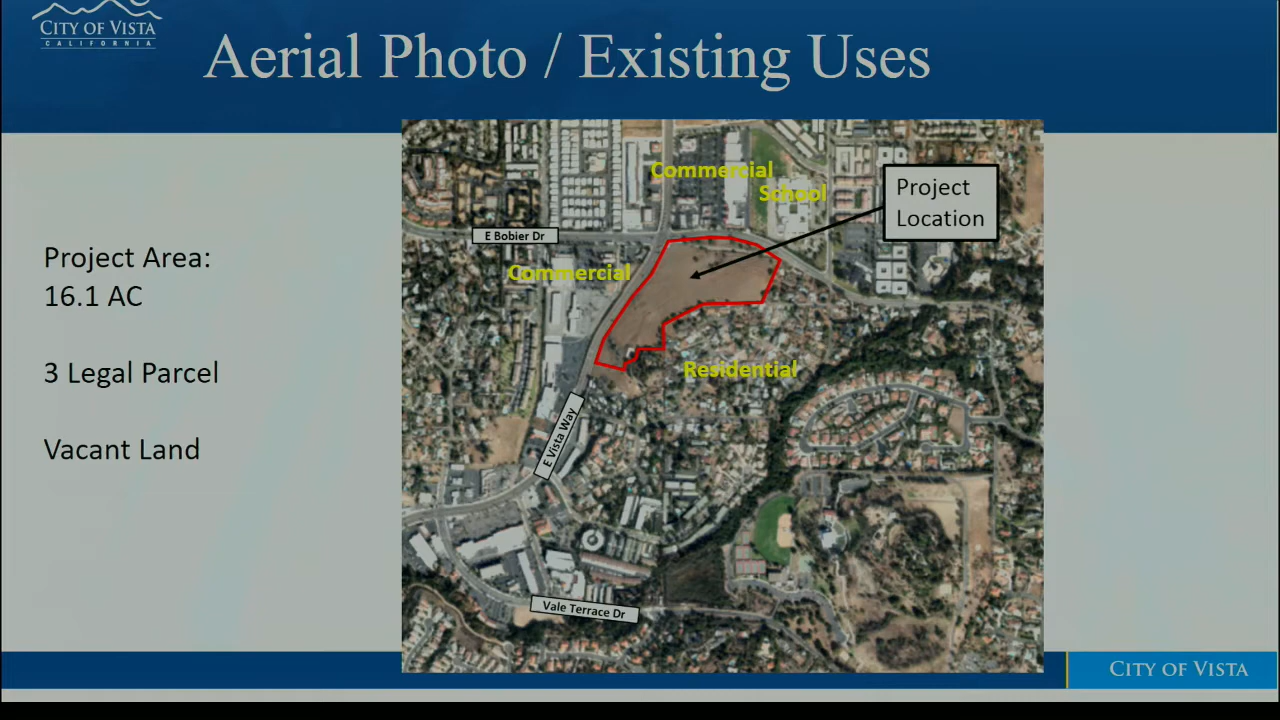 CITY OF VISTA
CALIFORNIA
Aerial Photo / Existing Uses
Project Area:
16.1 AC
3 Legal Parcel
Vacant Land
Commercial
School
Project
Location
E Bobier Dr
Commercial
Residential
E Vista Way
Vale Terrace Dr
CITY OF VISTA